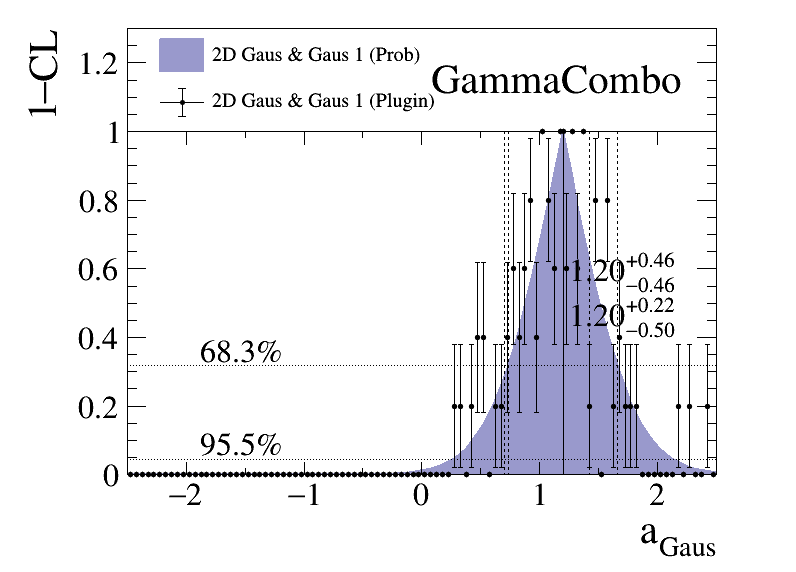 2D Gaus & Gaus 1 (Prob)
2D Gaus & Gaus 1 (Plugin)
GammaCombo
1–CL
1.2
1
0.8
0.6
0.4
0.2
0
1.20 +0.46 −0.46
1.20 +0.22 −0.50
68.3%
95.5%
−2 −1 0 1 2
a Gaus